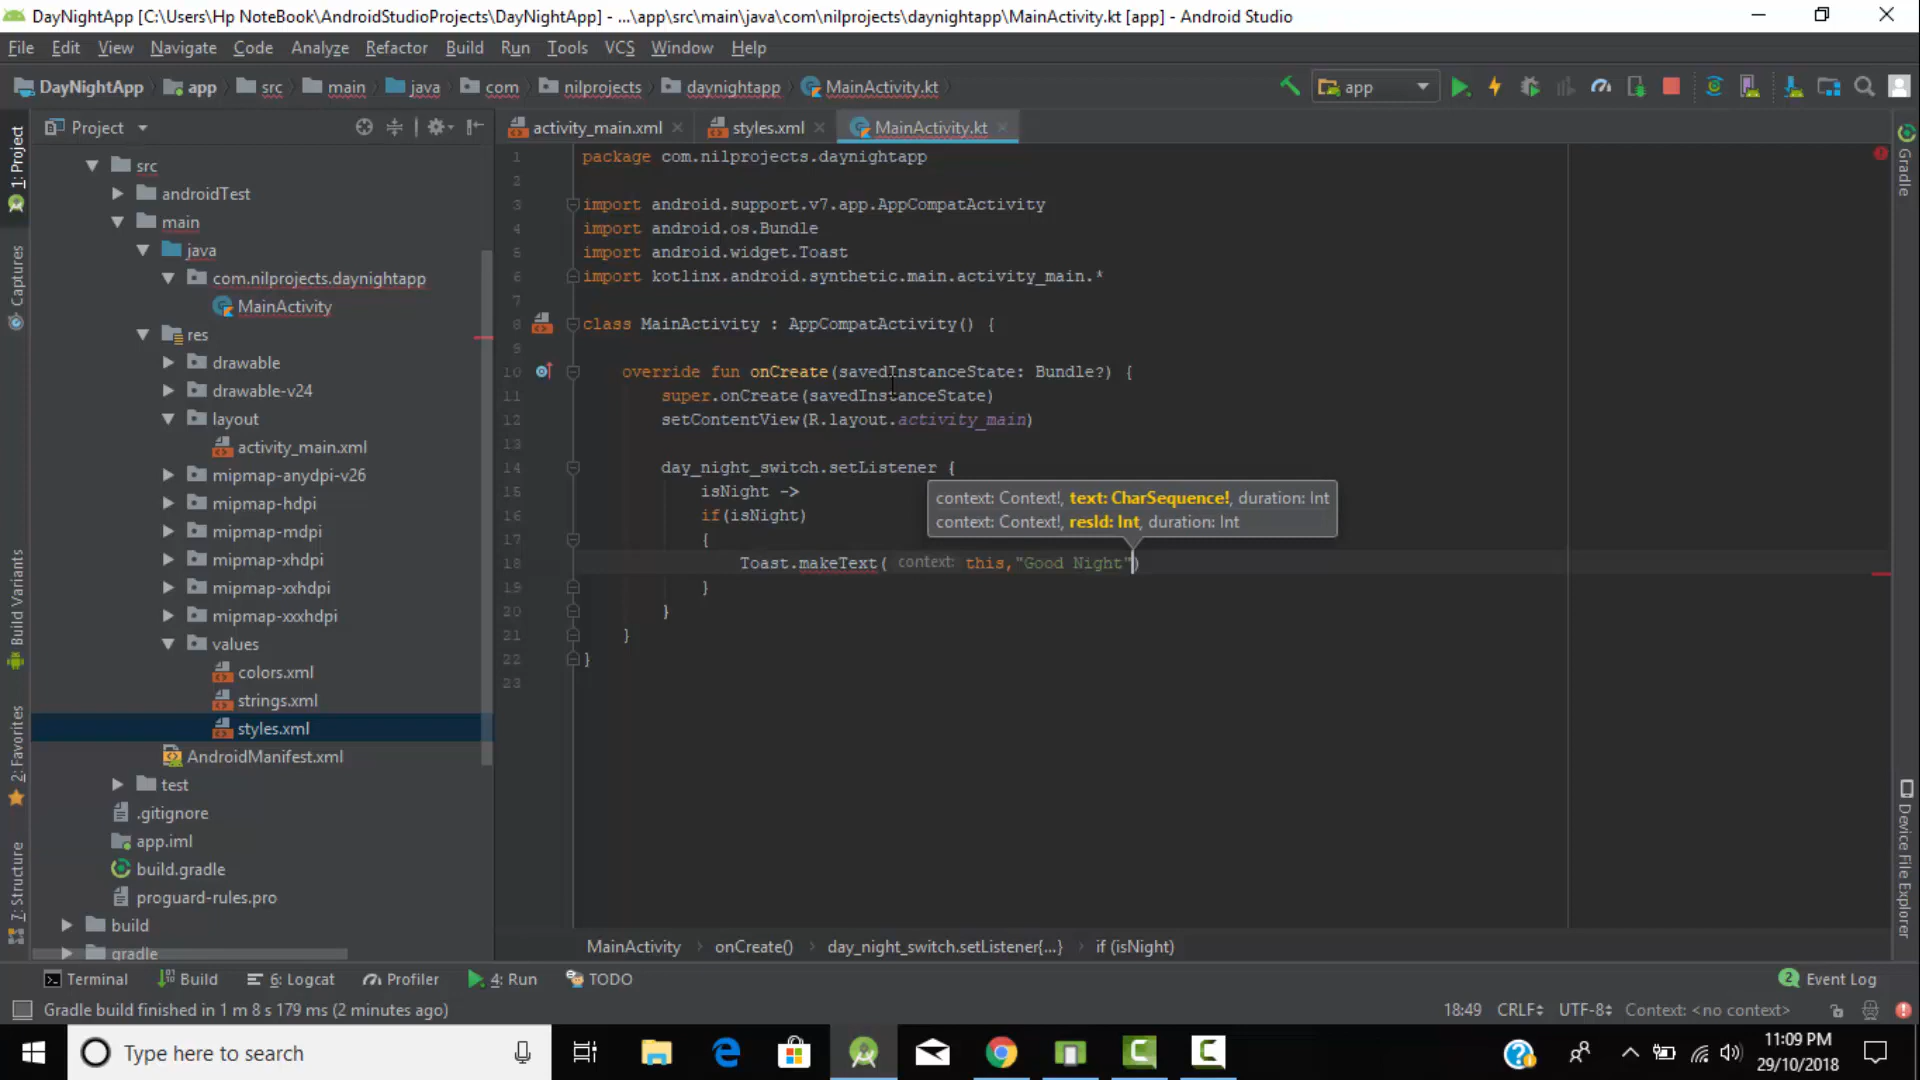 DayNightApp [C:\Users\Hp NoteBook\AndroidStudioProjects\DayNightApp] - ...\app\src\main\java\com\nilprojects\daynightapp\MainActivity.kt [app] - Android Studio
File Edit View Navigate Code Analyze Refactor Build Run Tools VCS Window Help
DayNightApp app src main java com nilprojects daynightapp MainActivity.kt app
Project
activity_main.xml styles.xml MainActivity.kt
1: Project
Captures
Build Variants
2: Favorites
7: Structure
src
androidTest
main
java
com.nilprojects.daynightapp
MainActivity
res
drawable
drawable-v24
layout
activity_main.xml
mipmap-anydpi-v26
mipmap-hdpi
mipmap-mdpi
mipmap-xhdpi
mipmap-xxhdpi
mipmap-xxxhdpi
values
colors.xml
strings.xml
styles.xml
AndroidManifest.xml
test
.gitignore
app.iml
build.gradle
proguard-rules.pro
build
gradle
1 package com.nilprojects.daynightapp
2
3 import android.support.v7.app.AppCompatActivity
4 import android.os.Bundle
5 import android.widget.Toast
6 import kotlinx.android.synthetic.main.activity_main.*
7
8 class MainActivity : AppCompatActivity() {
9
10 override fun onCreate(savedInstanceState: Bundle?) {
11 super.onCreate(savedInstanceState)
12 setContentView(R.layout.activity_main)
13
14 day_night_switch.setListener {
15 isNight ->
16 if(isNight)
17 {
18 Toast.makeText( context: this,"Good Night")
19 }
20 }
21 }
22 }
23
context: Context!, text: CharSequence!, duration: Int
context: Context!, resId: Int, duration: Int
Gradle
Device File Explorer
MainActivity onCreate() day_night_switch.setListener{...} if (isNight)
Terminal Build 6: Logcat Profiler 4: Run TODO 2 Event Log
Gradle build finished in 1 m 8 s 179 ms (2 minutes ago) 18:49 CRLF UTF-8 Context: <no context>
Type here to search
11:09 PM
29/10/2018